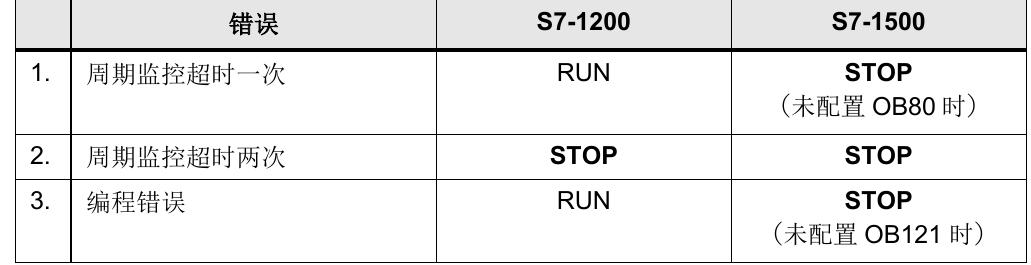 错误 S7-1200 S7-1500
1. 周期监控超时一次 RUN STOP
（未配置 OB80 时）
2. 周期监控超时两次 STOP STOP
3. 编程错误 RUN STOP
（未配置 OB121 时）